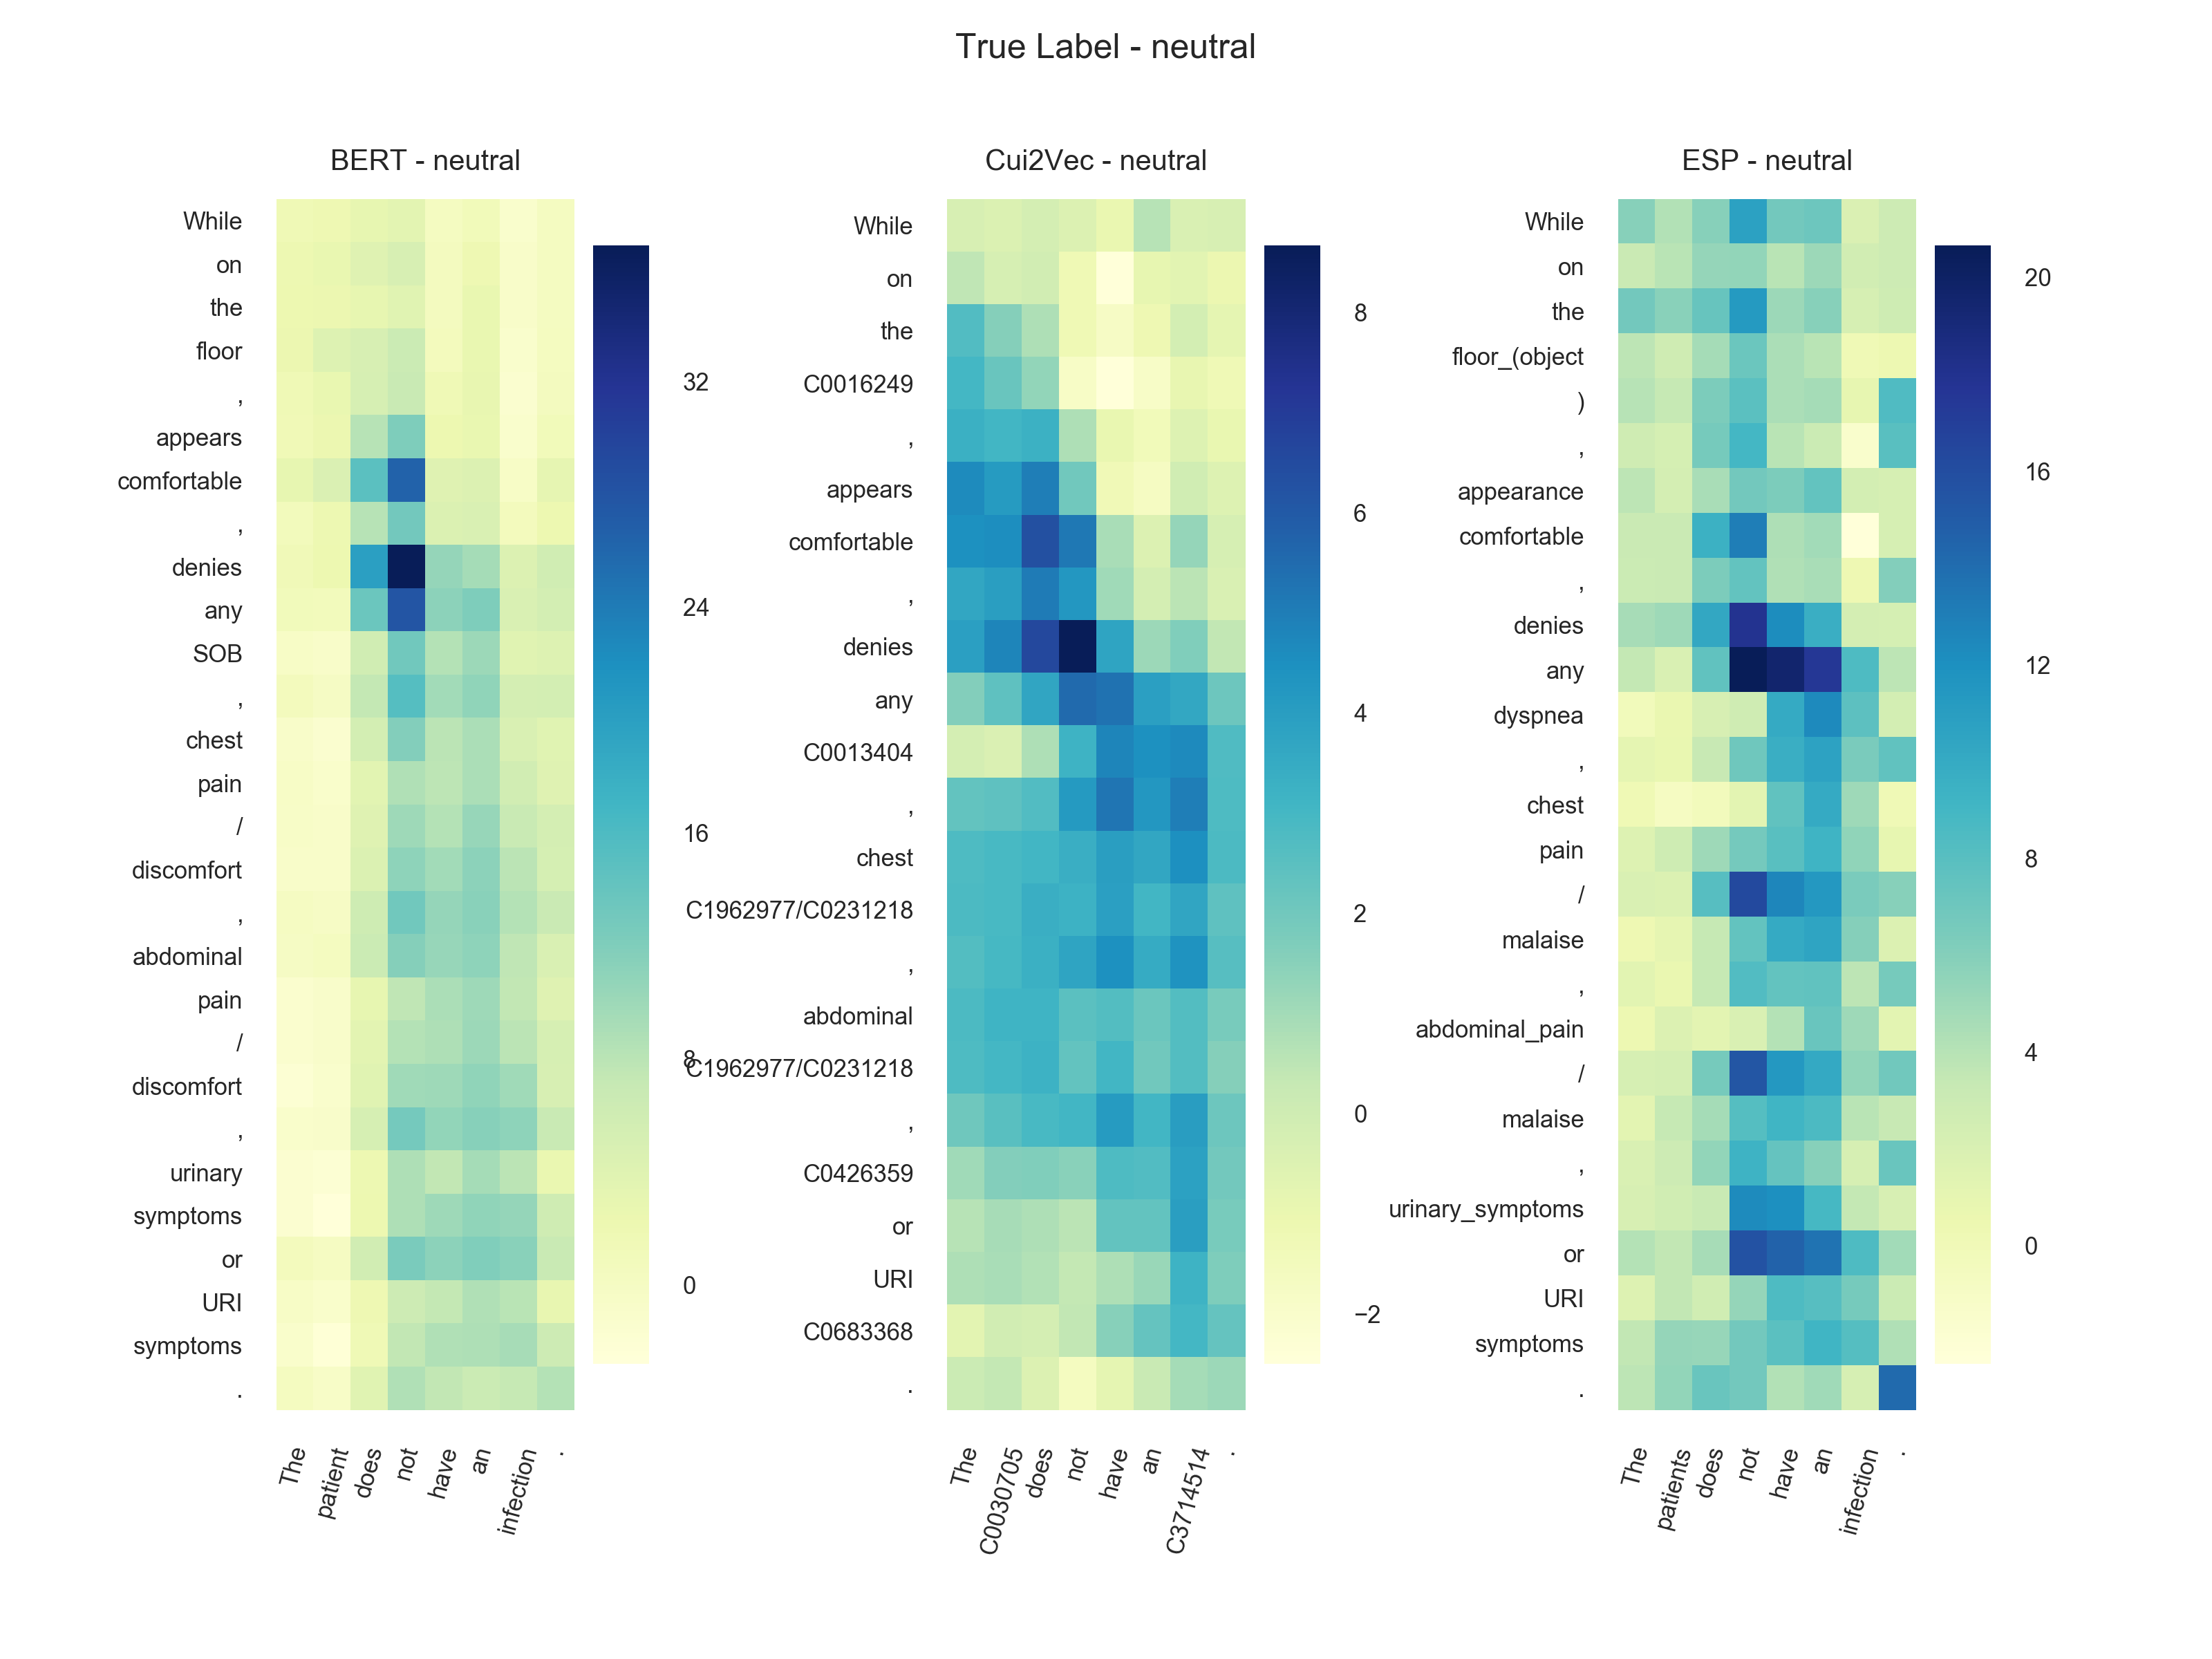 True Label - neutral
BERT - neutral
While
on
the
floor
,
appears
comfortable
,
denies
any
SOB
,
chest
pain
/
discomfort
,
abdominal
pain
/
discomfort
,
urinary
symptoms
or
URI
symptoms
.
The
patient
does
not
have
an
infection
.
32
24
16
8
0
Cui2Vec - neutral
While
on
the
C0016249
,
appears
comfortable
,
denies
any
C0013404
,
chest
C1962977/C0231218
,
abdominal
C1962977/C0231218
,
C0426359
or
URI
C0683368
.
The
C0030705
does
not
have
an
C3714514
.
8
6
4
2
0
−2
ESP - neutral
While
on
the
floor_(object
)
,
appearance
comfortable
,
denies
any
dyspnea
,
chest
pain
/
malaise
,
abdominal_pain
/
malaise
,
urinary_symptoms
or
URI
symptoms
.
The
patients
does
not
have
an
infection
.
20
16
12
8
4
0